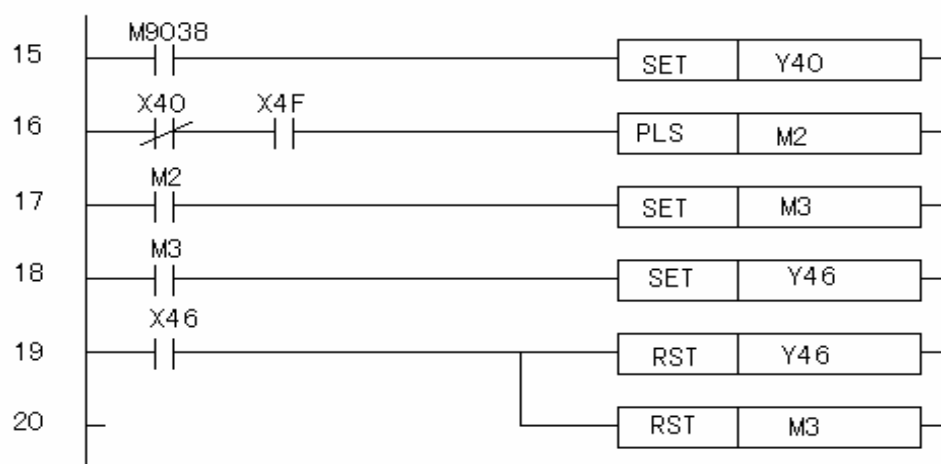 M9038
15 SET Y40
X40 X4F
16 PLS M2
M2
17 SET M3
M3
18 SET Y46
X46
19 RST Y46
20 RST M3